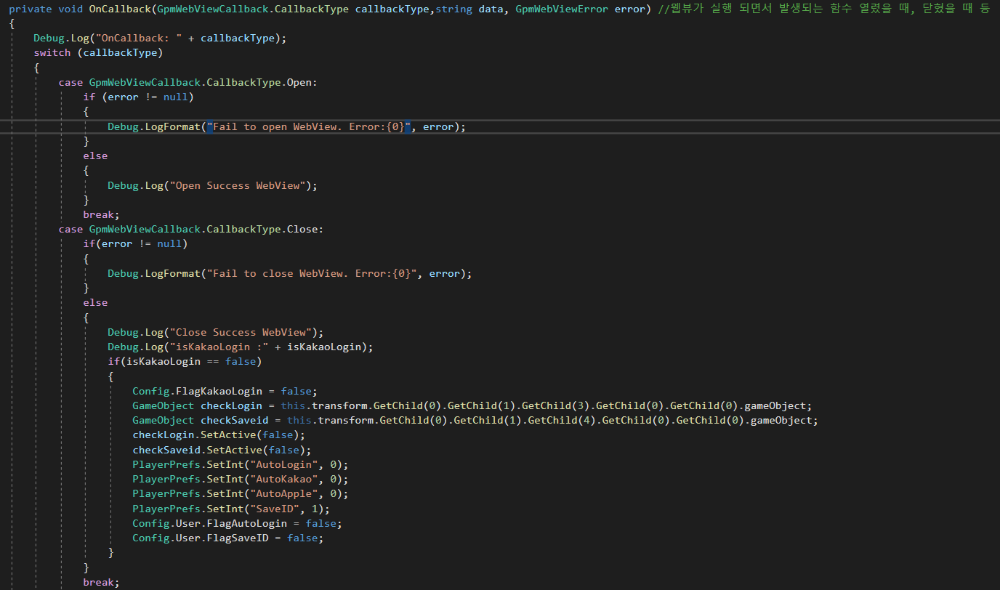 private void OnCallback(GpmWebViewCallback.CallbackType callbackType,string data, GpmWebViewError error) //웹뷰가 실행 되면서 발생되는 함수 열렸을 때, 닫혔을 때 등
{
Debug.Log("OnCallback: " + callbackType);
switch (callbackType)
{
case GpmWebViewCallback.CallbackType.Open:
if (error != null)
{
Debug.LogFormat("Fail to open WebView. Error:{0}", error);
}
else
{
Debug.Log("Open Success WebView");
}
break;
case GpmWebViewCallback.CallbackType.Close:
if(error != null)
{
Debug.LogFormat("Fail to close WebView. Error:{0}", error);
}
else
{
Debug.Log("Close Success WebView");
Debug.Log("isKakaoLogin :" + isKakaoLogin);
if(isKakaoLogin == false)
{
Config.FlagKakaoLogin = false;
GameObject checkLogin = this.transform.GetChild(0).GetChild(1).GetChild(3).GetChild(0).GetChild(0).gameObject;
GameObject checkSaveid = this.transform.GetChild(0).GetChild(1).GetChild(4).GetChild(0).GetChild(0).gameObject;
checkLogin.SetActive(false);
checkSaveid.SetActive(false);
PlayerPrefs.SetInt("AutoLogin", 0);
PlayerPrefs.SetInt("AutoKakao", 0);
PlayerPrefs.SetInt("AutoApple", 0);
PlayerPrefs.SetInt("SaveID", 1);
Config.User.FlagAutoLogin = false;
Config.User.FlagSaveID = false;
}
}
break;